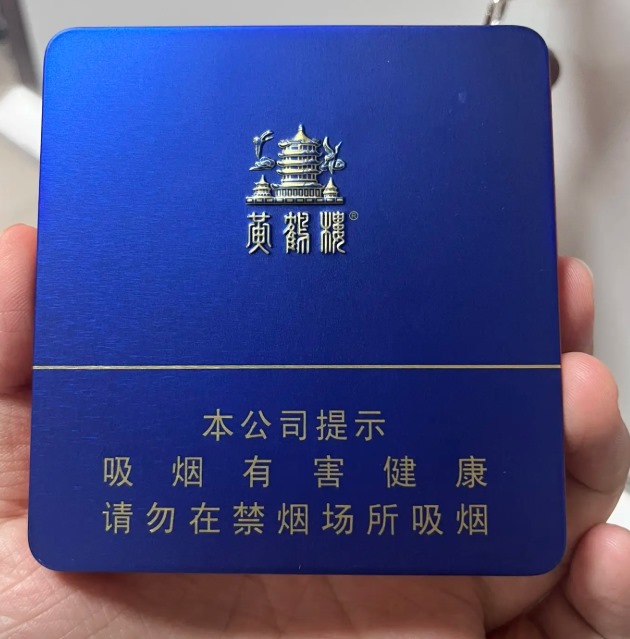 黄鹤楼®
本公司提示
吸烟有害健康
请勿在禁烟场所吸烟